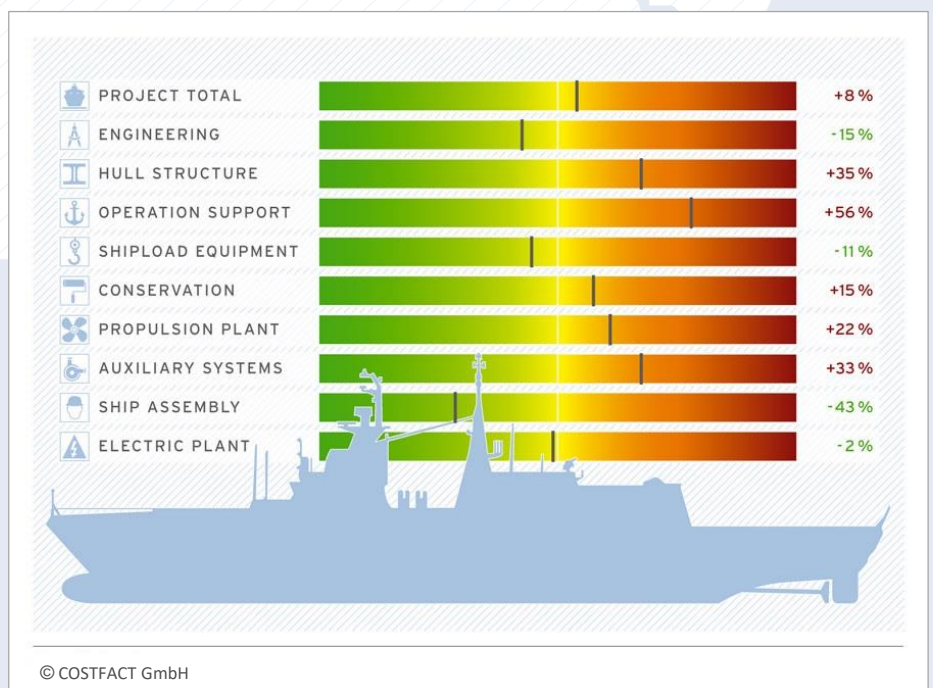 PROJECT TOTAL +8 %
ENGINEERING -15 %
HULL STRUCTURE +35 %
OPERATION SUPPORT +56 %
SHIPLOAD EQUIPMENT -11 %
CONSERVATION +15 %
PROPULSION PLANT +22 %
AUXILIARY SYSTEMS +33 %
SHIP ASSEMBLY -43 %
ELECTRIC PLANT -2 %
© COSTFACT GmbH